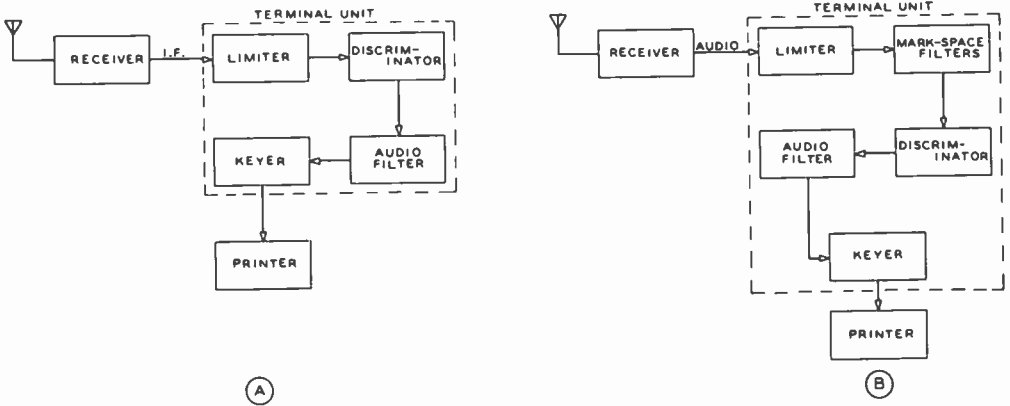 TERMINAL UNIT
RECEIVER
I.F.
LIMITER
DISCRIM-
INATOR
KEYER
AUDIO
FILTER
PRINTER
A
TERMINAL UNIT
RECEIVER
AUDIO
LIMITER
MARK-SPACE
FILTERS
AUDIO
FILTER
DISCRIM-
INATOR
KEYER
PRINTER
B